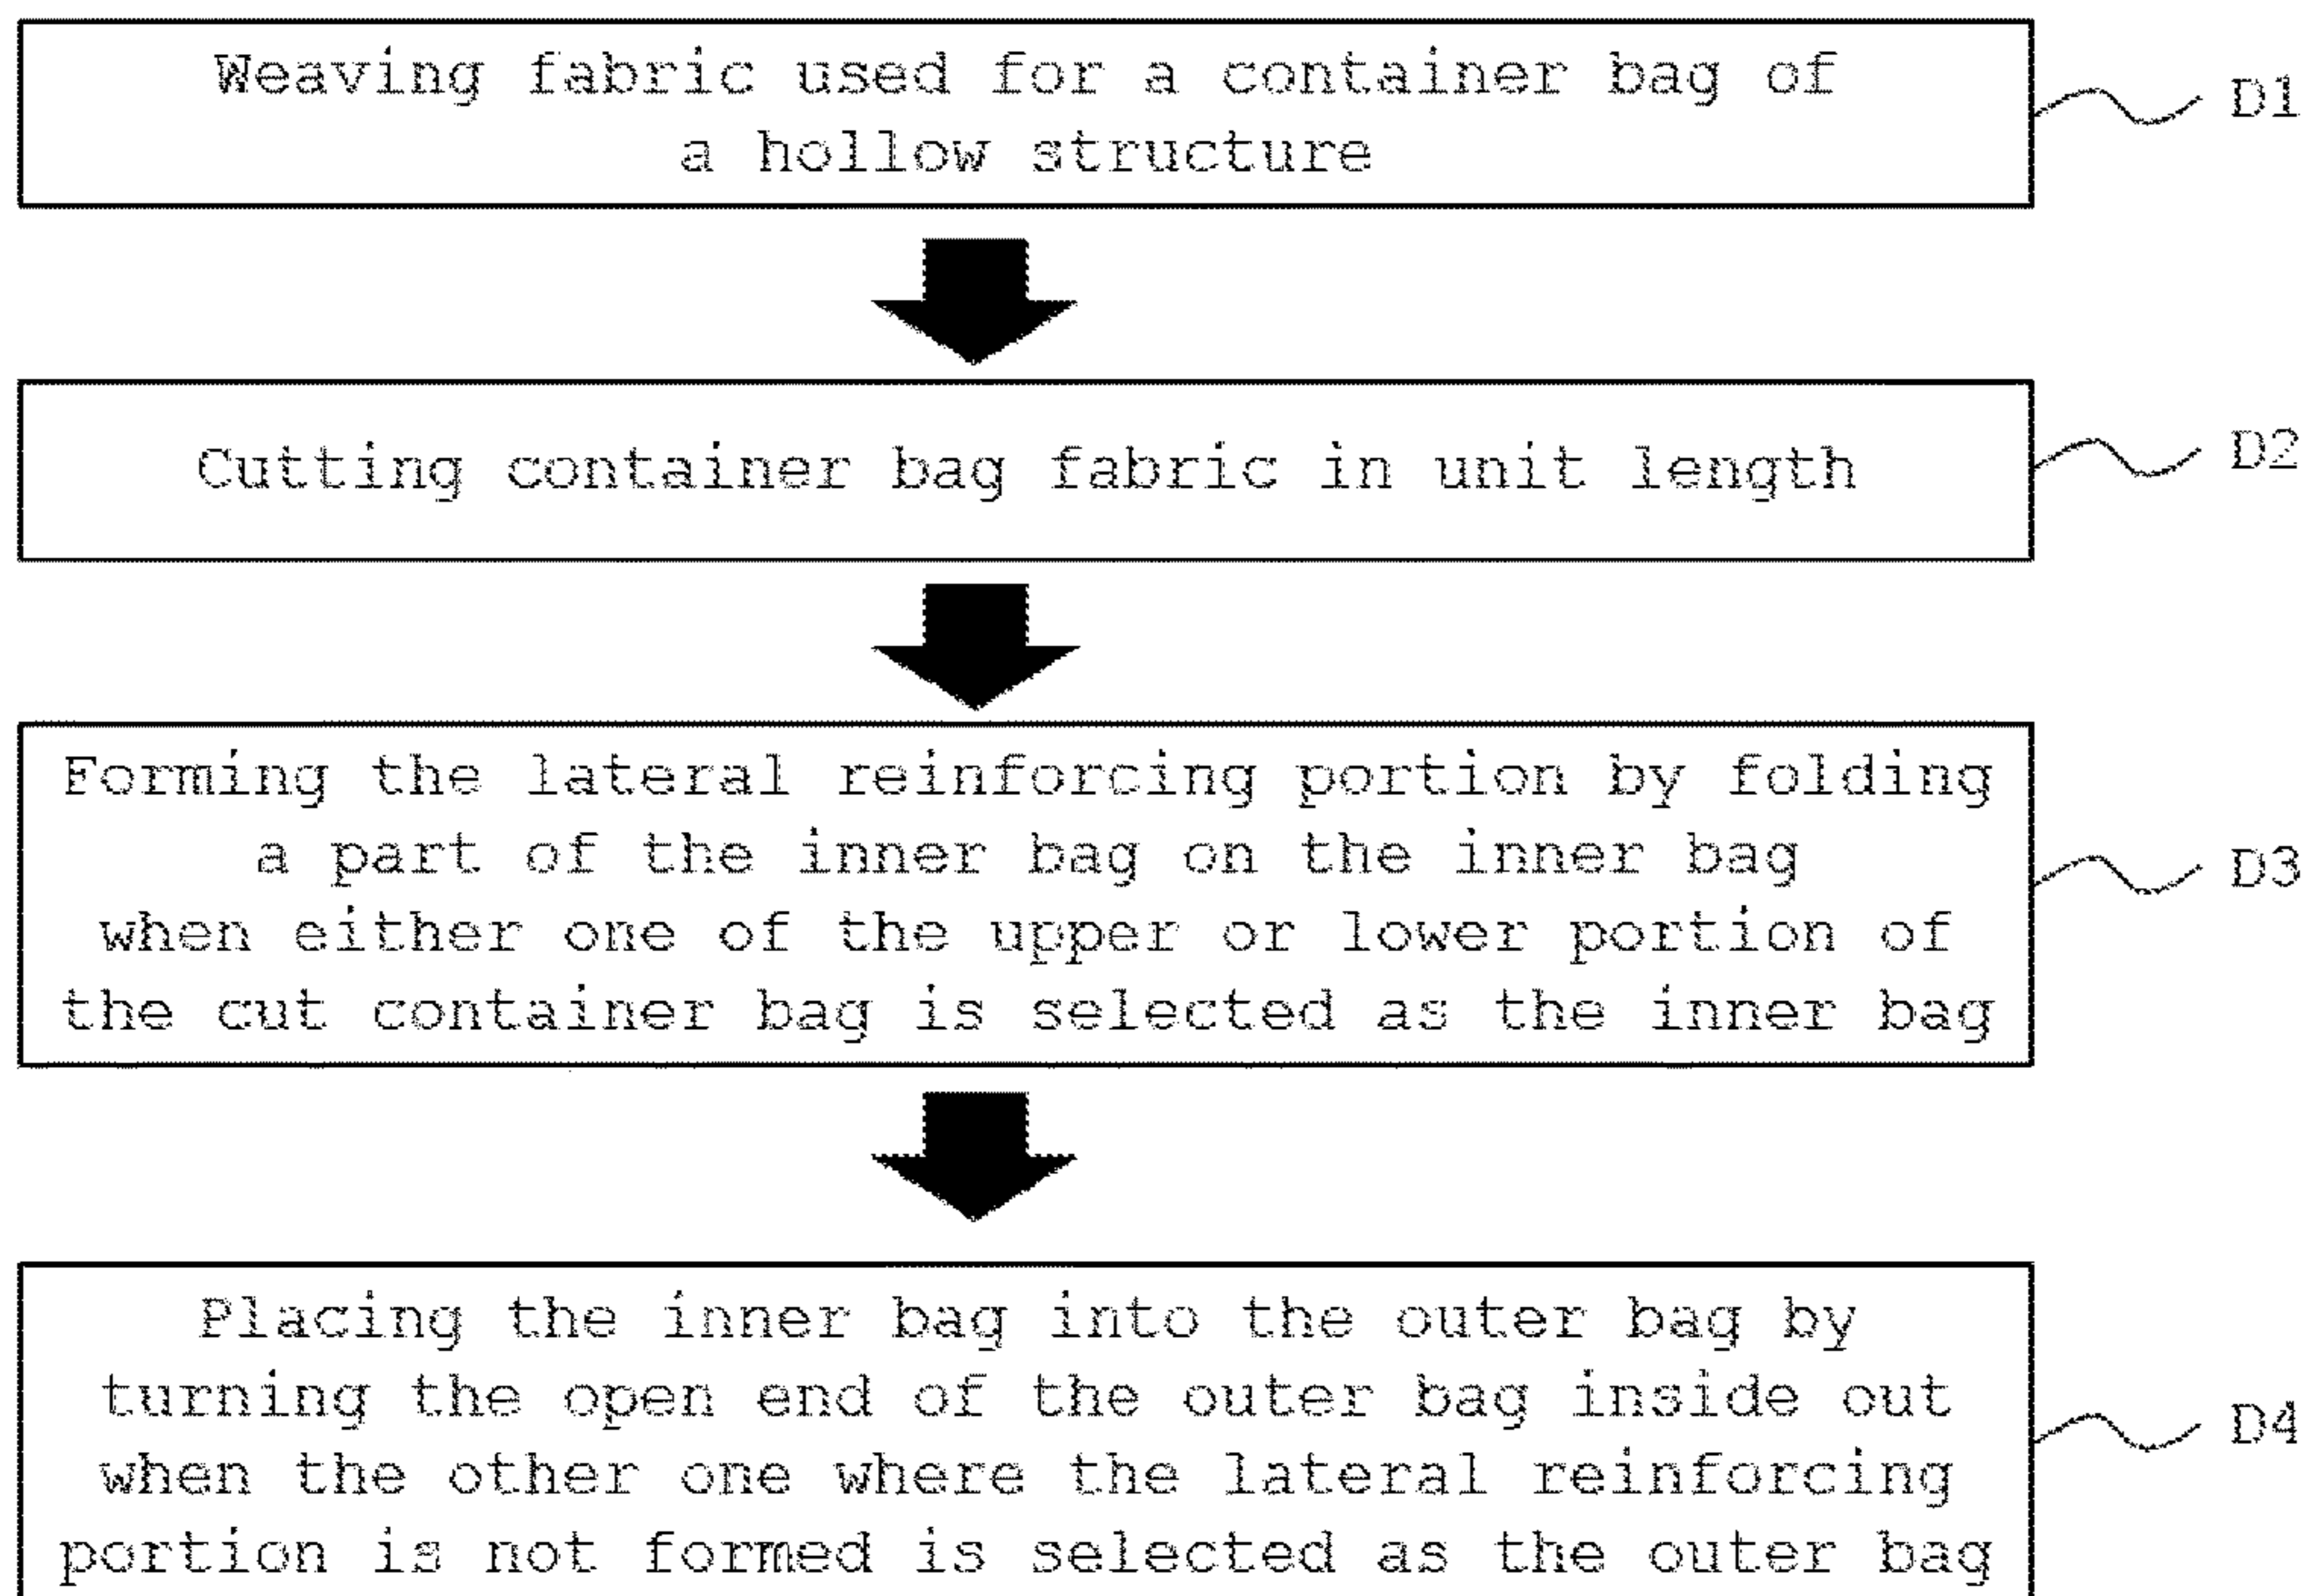 Weaving fabric used for a container bag of
a hollow structure
D1
Cutting container bag fabric in unit length
D2
Forming the lateral reinforcing portion by folding
a part of the inner bag on the inner bag
when either one of the upper or lower portion of
the cut container bag is selected as the inner bag
D3
Placing the inner bag into the outer bag by
turning the open end of the outer bag inside out
when the other one where the lateral reinforcing
portion is not formed is selected as the outer bag
D4